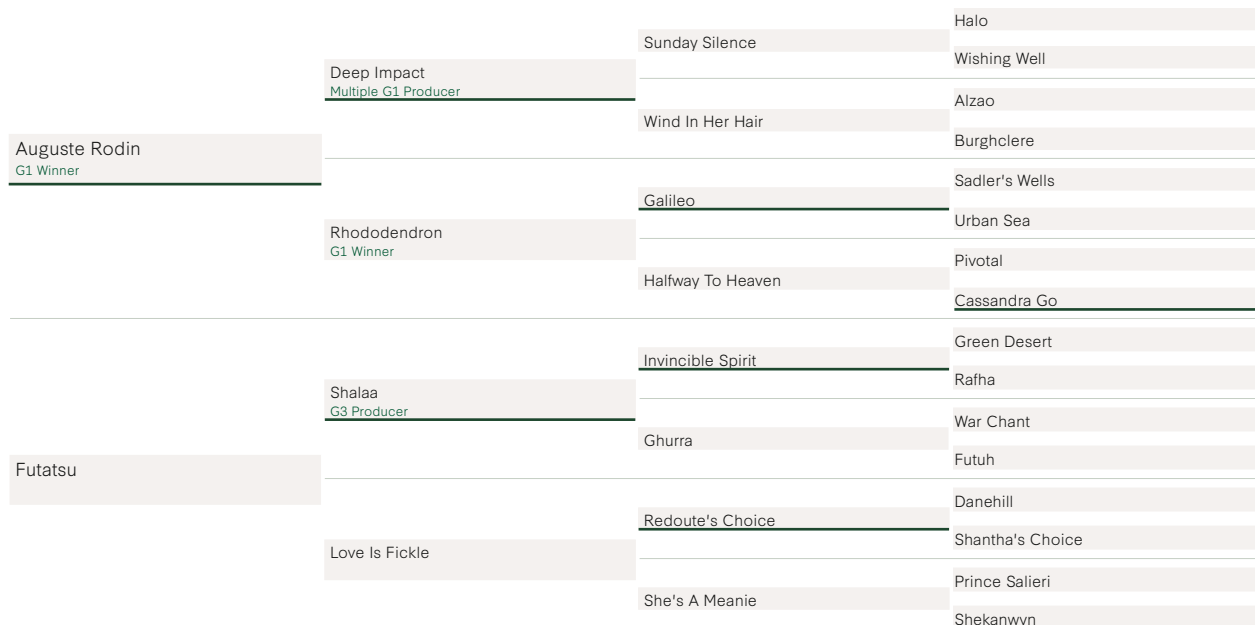 Auguste Rodin
G1 Winner
Futatsu
Deep Impact
Multiple G1 Producer
Rhododendron
G1 Winner
Shalaa
G3 Producer
Love Is Fickle
Sunday Silence
Wind In Her Hair
Galileo
Halfway To Heaven
Invincible Spirit
Ghurra
Redoute's Choice
She's A Meanie
Halo
Wishing Well
Alzao
Burghclere
Sadler's Wells
Urban Sea
Pivotal
Cassandra Go
Green Desert
Rafha
War Chant
Futuh
Danehill
Shantha's Choice
Prince Salieri
Shekanwyn